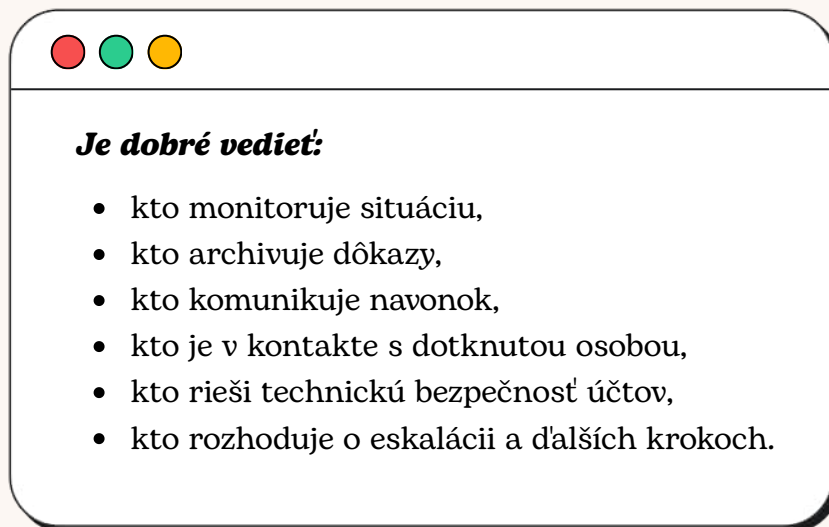 Je dobré vedieť:
• kto monitoruje situáciu,
• kto archivuje dôkazy,
• kto komunikuje navonok,
• kto je v kontakte s dotknutou osobou,
• kto rieši technickú bezpečnosť účtov,
• kto rozhoduje o eskalácii a ďalších krokoch.